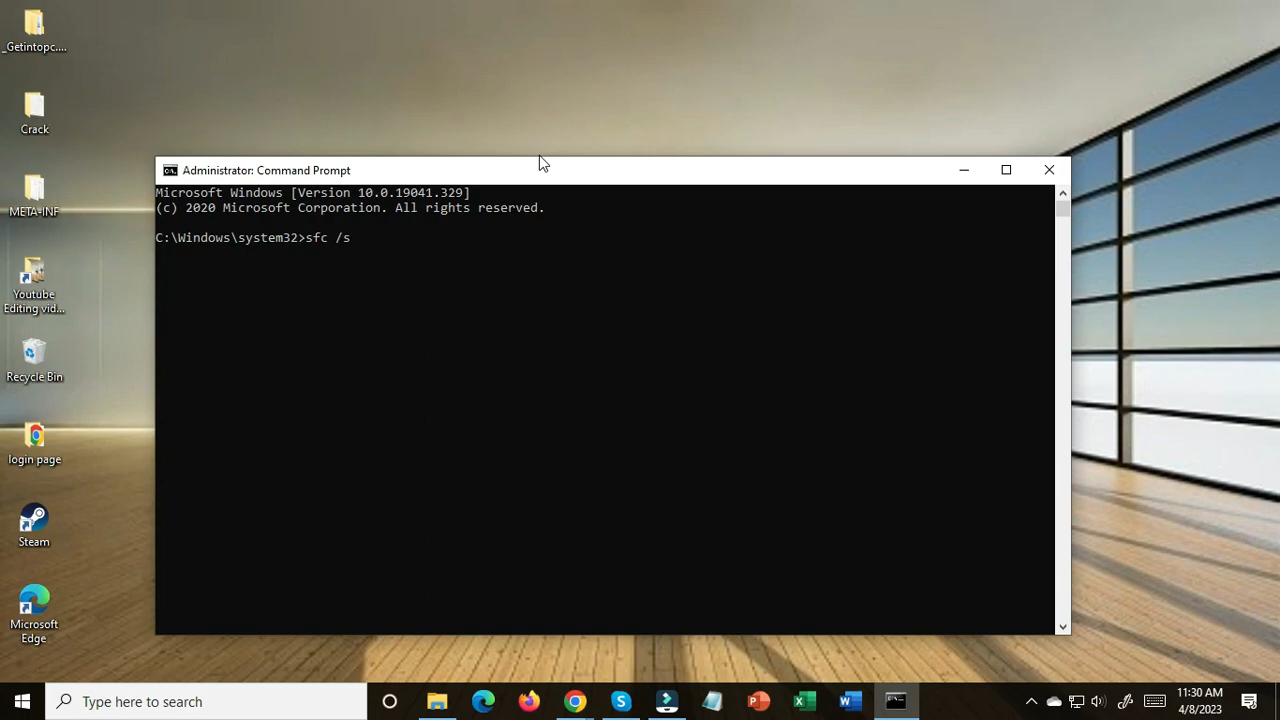 _Getintopc....
Crack
META-INF
Youtube
Editing vid...
Recycle Bin
login page
Steam
Microsoft
Edge
Administrator: Command Prompt
Microsoft Windows [Version 10.0.19041.329]
(c) 2020 Microsoft Corporation. All rights reserved.
C:\Windows\system32>sfc /s
Type here to search
11:30 AM
4/8/2023